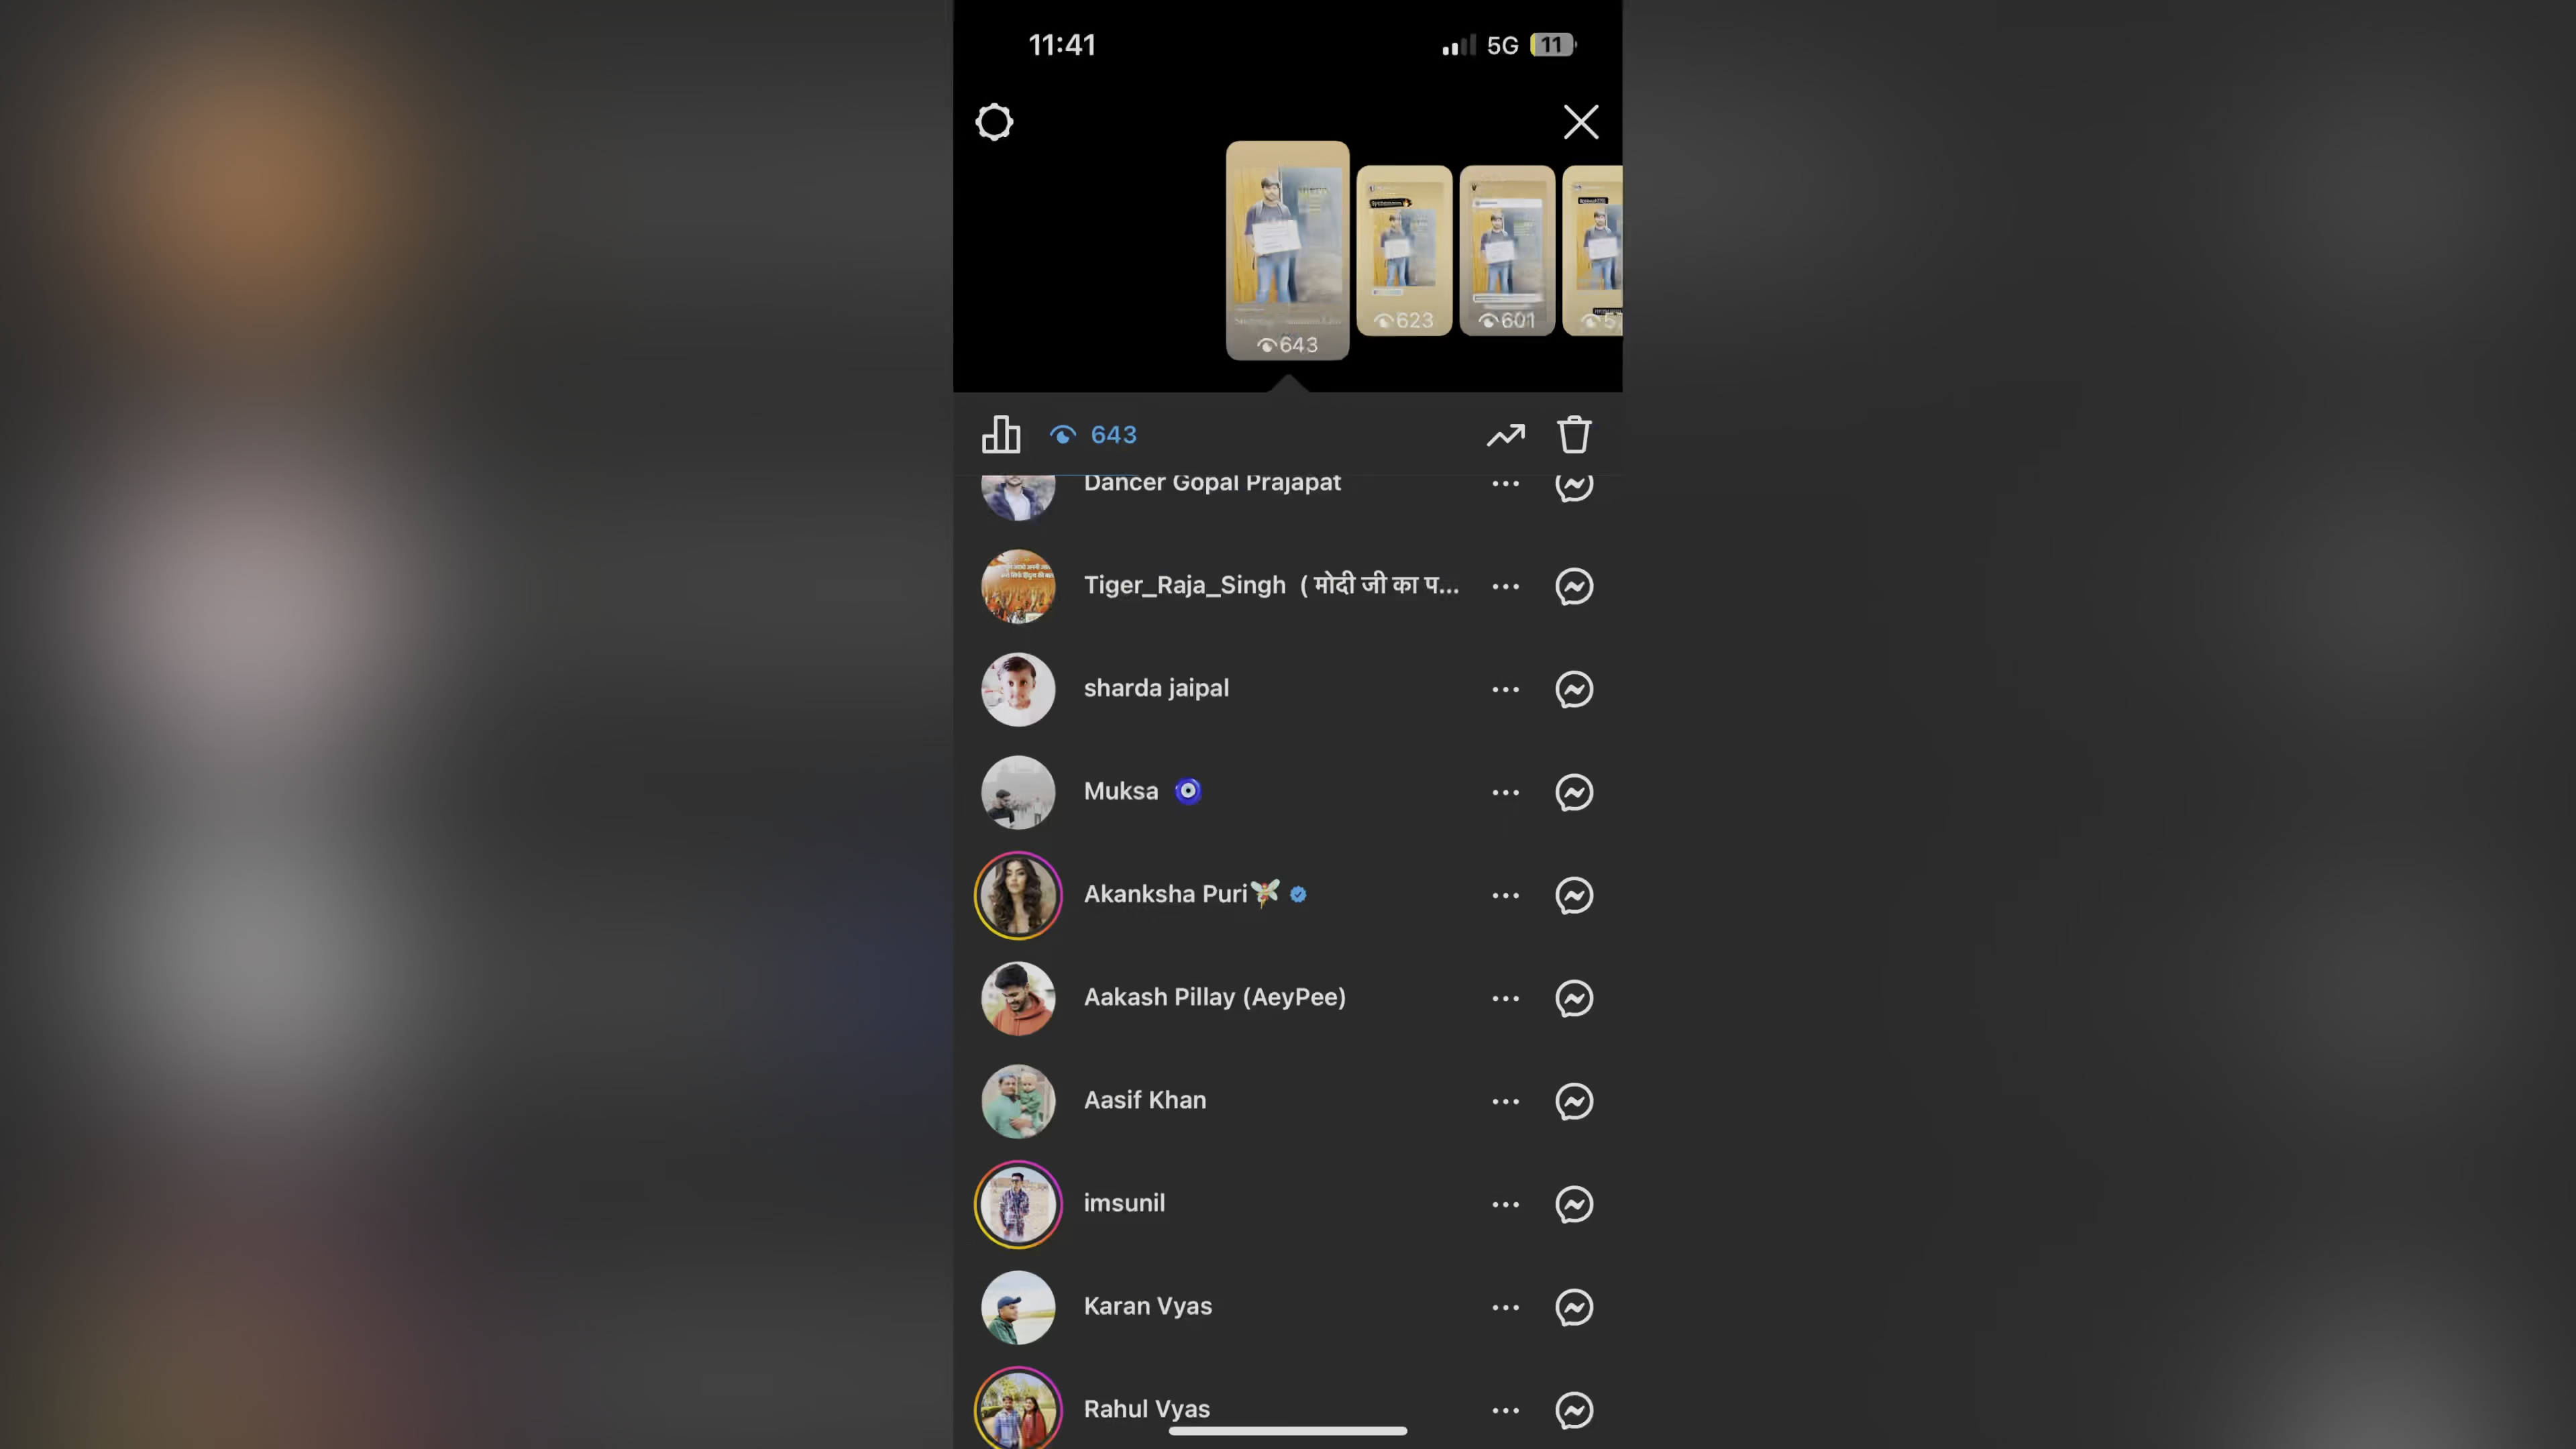 11:41
5G 11
643
623
601
643
Dancer Gopal Prajapat
Tiger_Raja_Singh ( मोदी जी का प...
sharda jaipal
Muksa 🧿
Akanksha Puri🧚
Aakash Pillay (AeyPee)
Aasif Khan
imsunil
Karan Vyas
Rahul Vyas